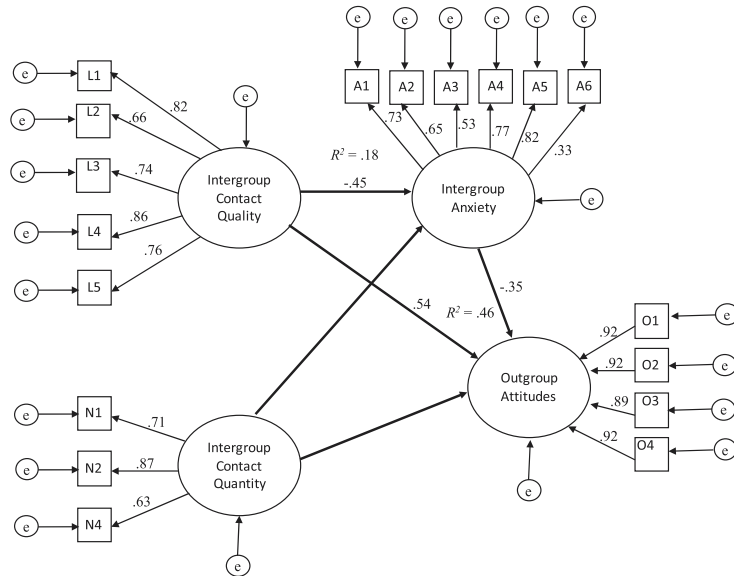 e e e e e e
A1 A2 A3 A4 A5 A6
.73 .65 .53 .77 .82 .33
e L1
.82
e L2
.66
e L3
.74
e L4
.86
e L5
.76
e
Intergroup
Contact
Quality
R² = .18
-.45
Intergroup
Anxiety
e
.54
-.35
R² = .46
Outgroup
Attitudes
e
.92 O1 e
.92 O2 e
.89 O3 e
.92 O4 e
e N1
.71
e N2
.87
e N4
.63
Intergroup
Contact
Quantity
e